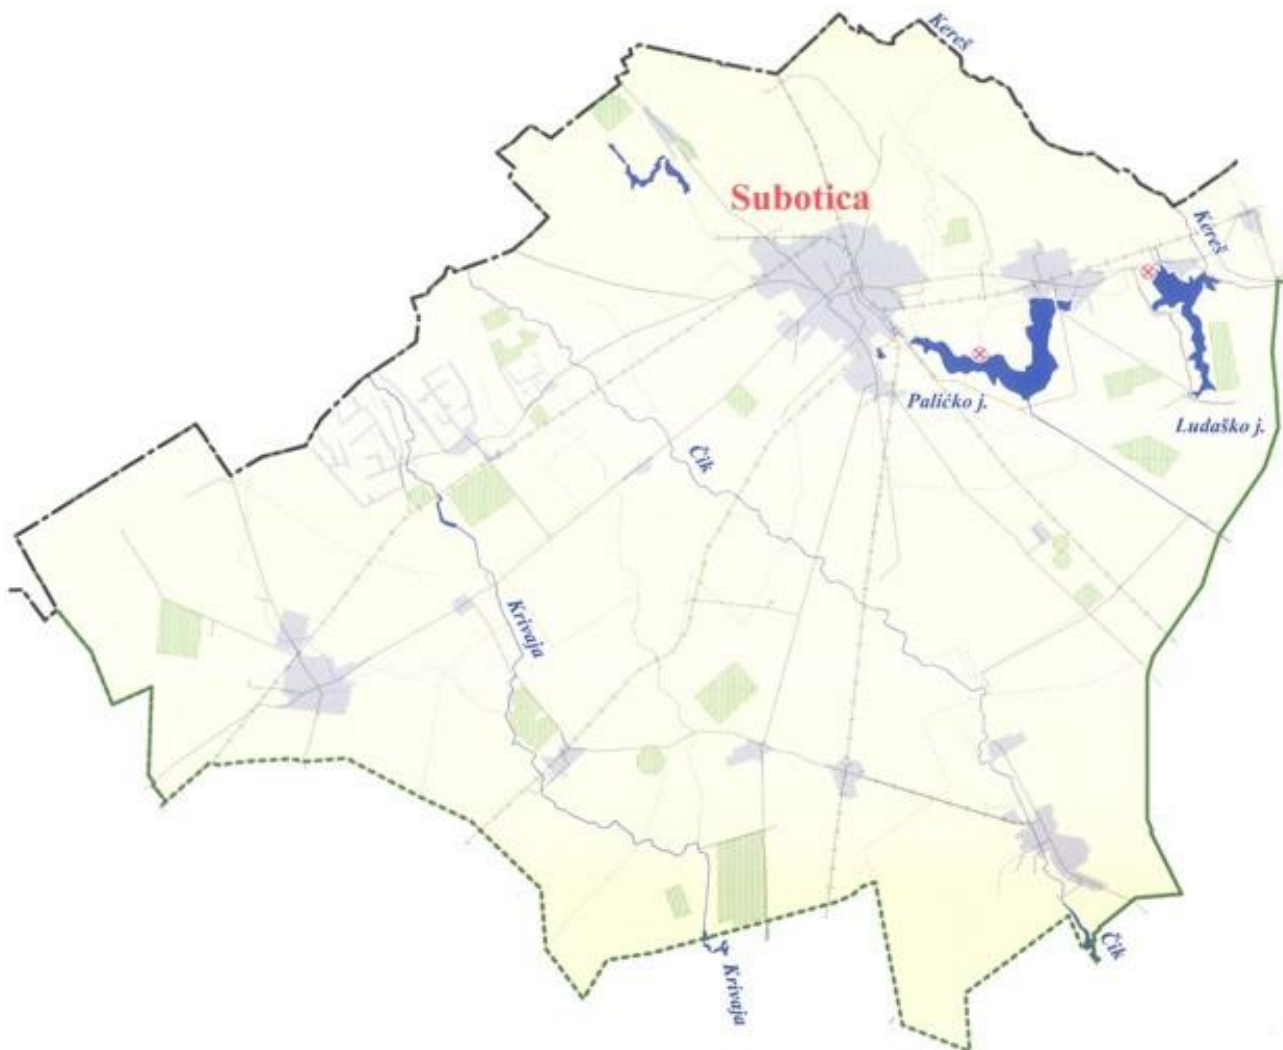 Kereš
Subotica
Kereš
Palićko j.
Ludaško j.
Čik
Krivaja
Čik
Krivaja